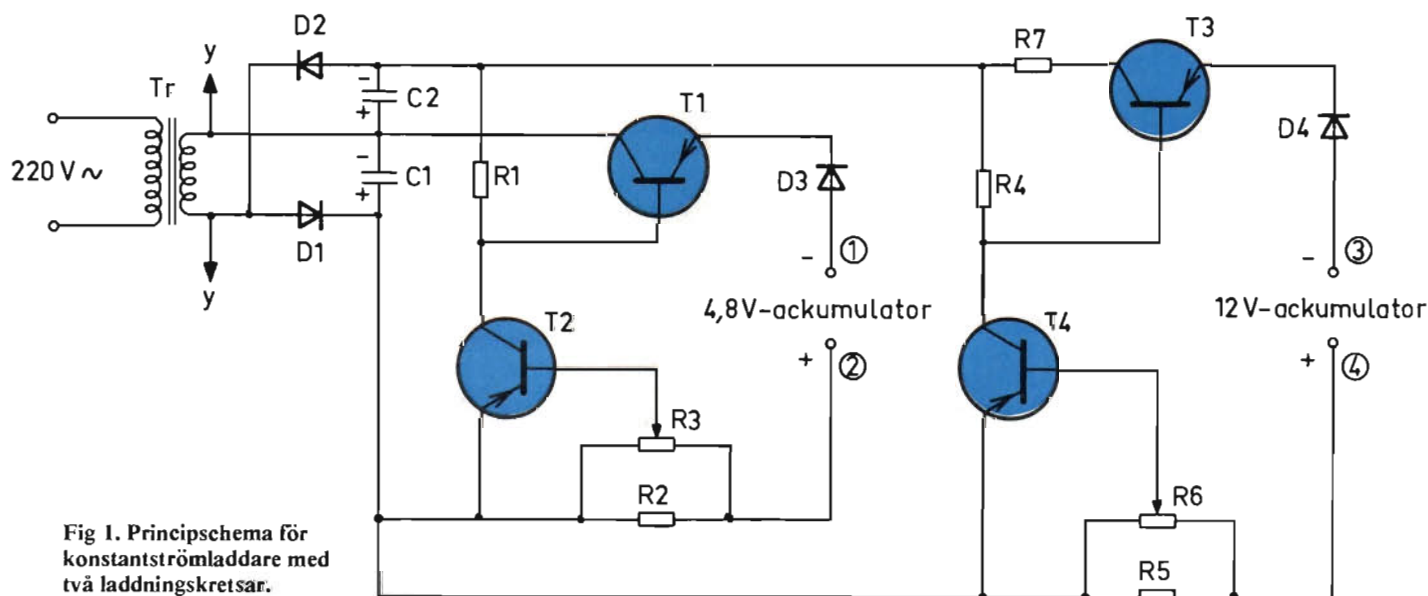 D2
y
Tr
C2
T1
R7
T3
220 V ~
C1
R1
D3
R4
D4
D1
y
- ①
- ③
T2
4,8V-ackumulator
T4
12V-ackumulator
+ ②
+ ④
R3
R2
R6
R5
Fig 1. Principschema för
konstantströmladdare med
två laddningskretsar.